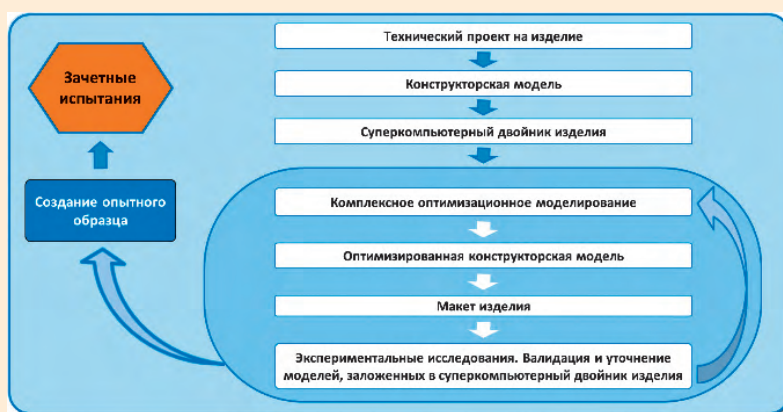 Технический проект на изделие
Конструкторская модель
Суперкомпьютерный двойник изделия
Комплексное оптимизационное моделирование
Оптимизированная конструкторская модель
Макет изделия
Экспериментальные исследования. Валидация и уточнение
моделей, заложенных в суперкомпьютерный двойник изделия
Создание опытного
образца
Зачетные
испытания